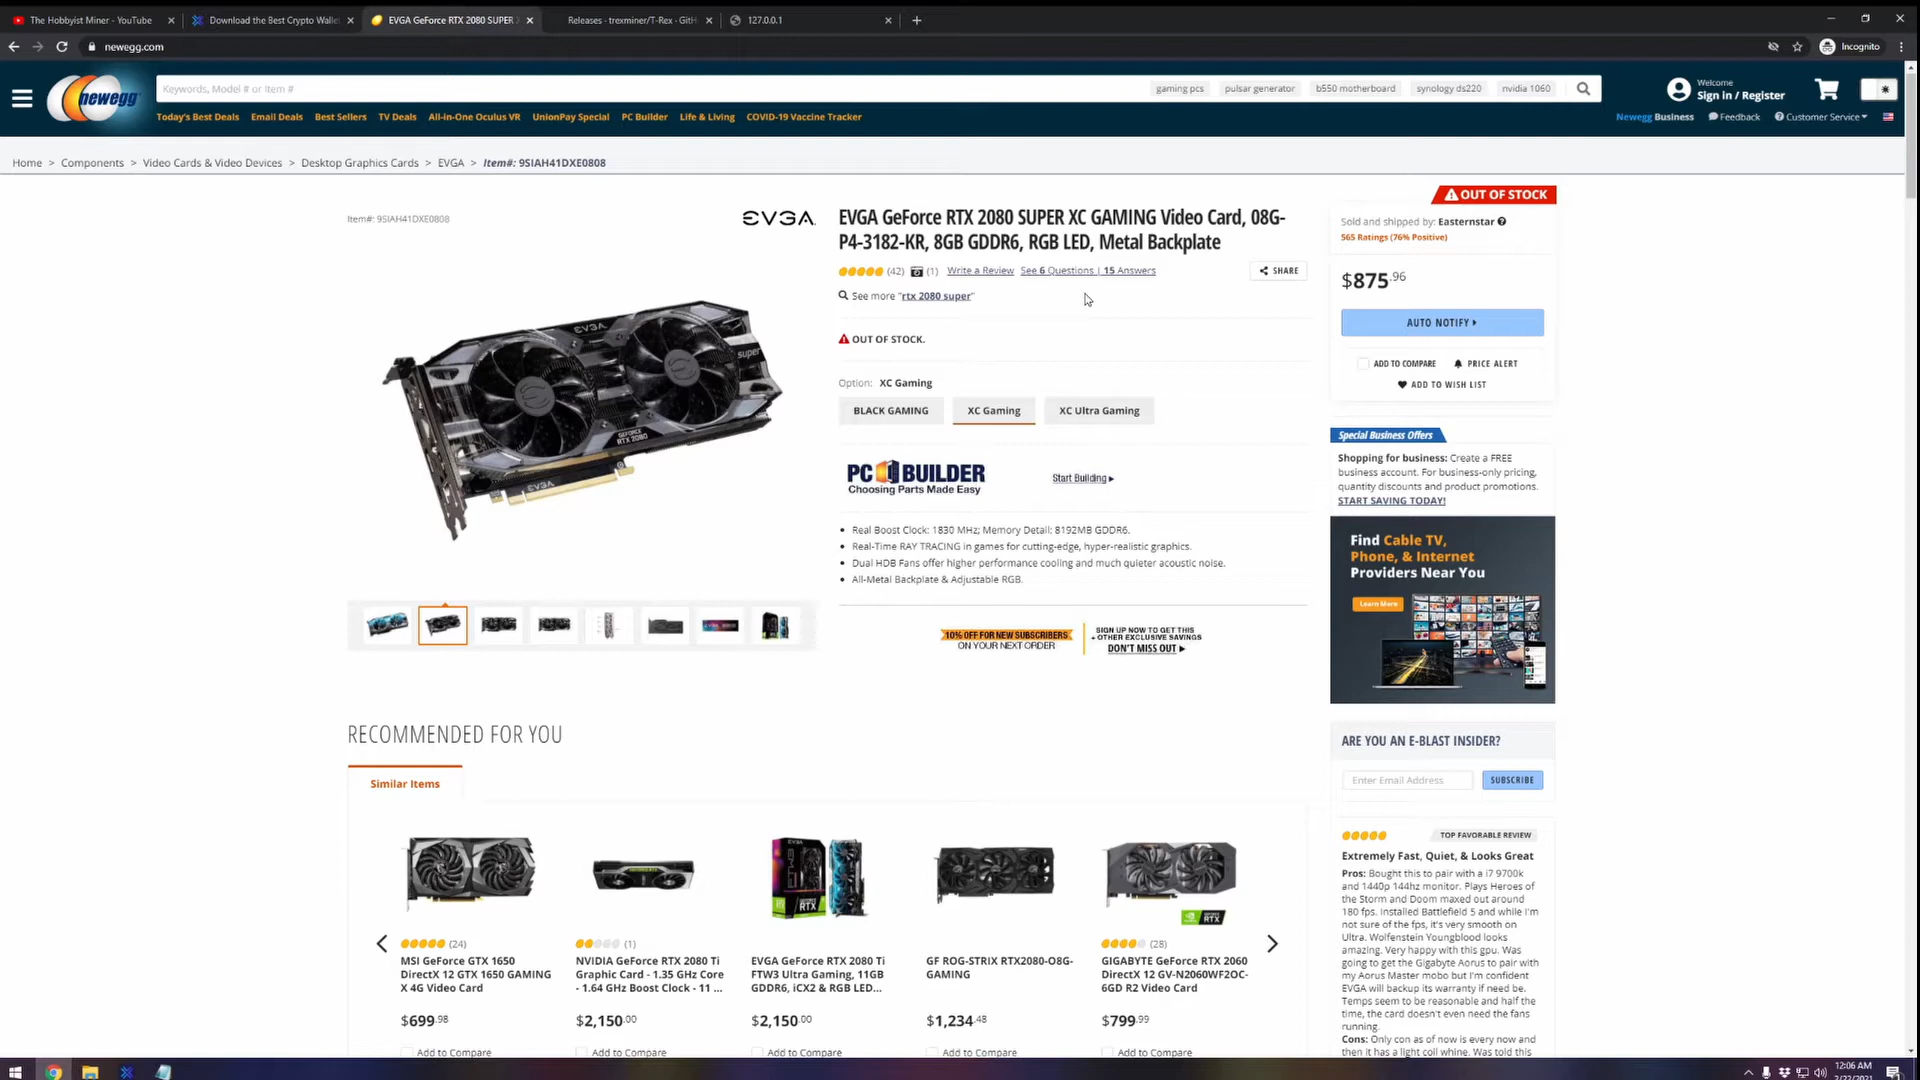 The Hobbyist Miner - YouTube
Download the Best Crypto Walle
EVGA GeForce RTX 2080 SUPER
Releases · trexminer/T-Rex · GitH
127.0.0.1
newegg.com
Incognito
newegg
Keywords, Model # or Item #
gaming pcs
pulsar generator
b550 motherboard
synology ds220
nvidia 1060
Welcome
Sign in / Register
Today's Best Deals
Email Deals
Best Sellers
TV Deals
All-in-One Oculus VR
UnionPay Special
PC Builder
Life & Living
COVID-19 Vaccine Tracker
Newegg Business
Feedback
Customer Service
Home > Components > Video Cards & Video Devices > Desktop Graphics Cards > EVGA > Item#: 9SIAH41DXE0808
Item#: 9SIAH41DXE0808
EVGA
EVGA GeForce RTX 2080 SUPER XC GAMING Video Card, 08G-
P4-3182-KR, 8GB GDDR6, RGB LED, Metal Backplate
(42) (1) Write a Review See 6 Questions | 15 Answers
SHARE
See more "rtx 2080 super"
OUT OF STOCK.
Option: XC Gaming
BLACK GAMING
XC Gaming
XC Ultra Gaming
PC BUILDER
Choosing Parts Made Easy
Start Building
• Real Boost Clock: 1830 MHz; Memory Detail: 8192MB GDDR6.
• Real-Time RAY TRACING in games for cutting-edge, hyper-realistic graphics.
• Dual HDB Fans offer higher performance cooling and much quieter acoustic noise.
• All-Metal Backplate & Adjustable RGB.
10% OFF FOR NEW SUBSCRIBERS
ON YOUR NEXT ORDER
SIGN UP NOW TO GET THIS
+ OTHER EXCLUSIVE SAVINGS
DON'T MISS OUT
OUT OF STOCK
Sold and shipped by: Easternstar
565 Ratings (76% Positive)
$875.96
AUTO NOTIFY
ADD TO COMPARE
PRICE ALERT
ADD TO WISH LIST
Special Business Offers
Shopping for business: Create a FREE
business account. For business-only pricing,
quantity discounts and product promotions.
START SAVING TODAY!
Find Cable TV,
Phone, & Internet
Providers Near You
Learn More
ARE YOU AN E-BLAST INSIDER?
Enter Email Address
SUBSCRIBE
TOP FAVORABLE REVIEW
Extremely Fast, Quiet, & Looks Great
Pros: Bought this to pair with a i7 9700k
and 1440p 144hz monitor. Plays Heroes of
the Storm and Doom maxed out around
180 fps. Installed Battlefield 5 and while I'm
not sure of the fps, it's very smooth on
Ultra. Wolfenstein Youngblood looks
amazing. Very happy with this gpu. Was
going to get the Gigabyte Aorus to pair with
my Aorus Master mobo but I'm confident
EVGA will backup its warranty if need be.
Temps seem to be reasonable and half the
time, the card doesn't even need the fans
running.
Cons: Only con as of now is every now and
then it has a light coil whine. Was told this
EVGA
super
GEFORCE
RTX 2080
EVGA
RECOMMENDED FOR YOU
Similar Items
(24)
MSI GeForce GTX 1650
DirectX 12 GTX 1650 GAMING
X 4G Video Card
$699.98
Add to Compare
(1)
NVIDIA GeForce RTX 2080 Ti
Graphic Card - 1.35 GHz Core
- 1.64 GHz Boost Clock - 11 ...
$2,150.00
Add to Compare
EVGA GeForce RTX 2080 Ti
FTW3 Ultra Gaming, 11GB
GDDR6, iCX2 & RGB LED...
$2,150.00
Add to Compare
GF ROG-STRIX RTX2080-O8G-
GAMING
$1,234.48
Add to Compare
(28)
GIGABYTE GeForce RTX 2060
DirectX 12 GV-N2060WF2OC-
6GD R2 Video Card
$799.99
Add to Compare
12:06 AM
2/22/2021